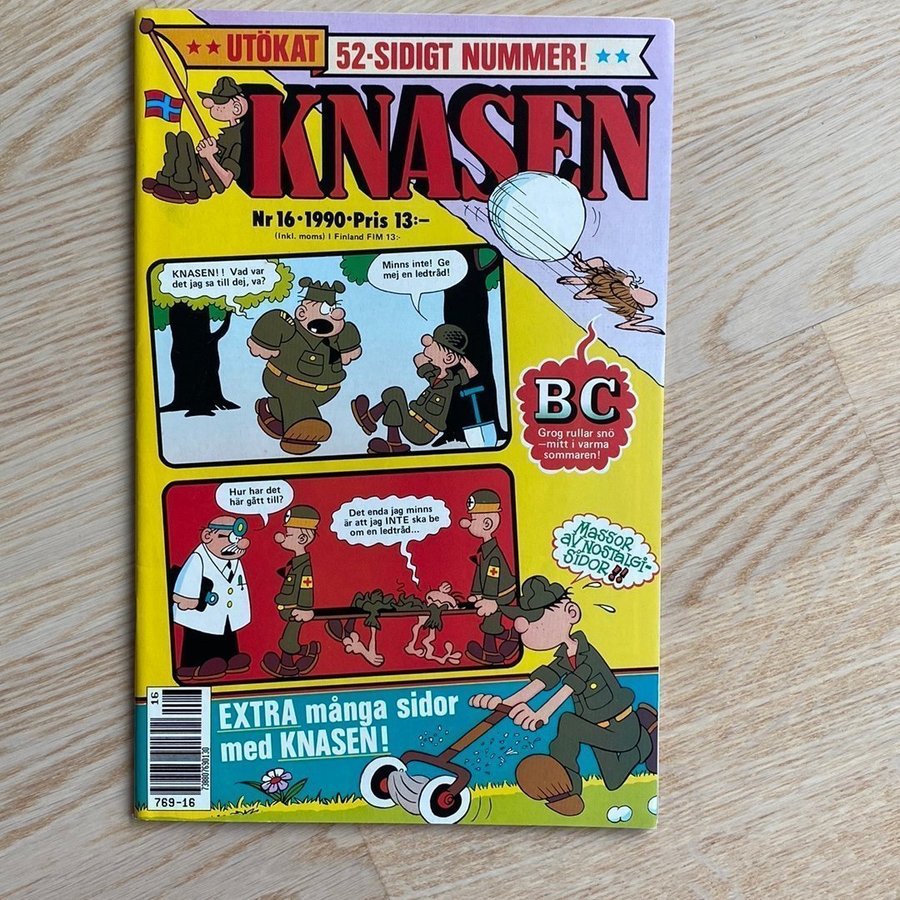 UTÖKAT 52-SIDIGT NUMMER!
KNASEN
Nr 16·1990·Pris 13:–
(Inkl. moms) I Finland FIM 13:-
KNASEN!! Vad var
det jag sa till dej, va?
Minns inte! Ge
mej en ledtråd!
BC
Grog rullar snö
—mitt i varma
sommaren!
Hur har det
här gått till?
Det enda jag minns
är att jag INTE ska be
om en ledtråd...
MASSOR
AV NOSTALGI-
SIDOR!!
EXTRA många sidor
med KNASEN!
16
7388076301130
769-16